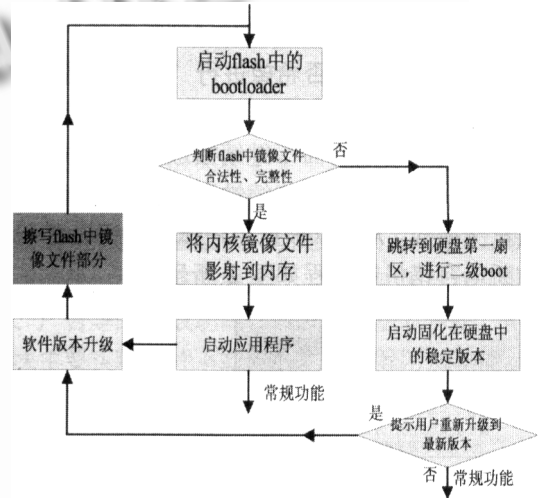 启动flash中的
bootloader
判断flash中镜像文件
合法性、完整性
否
是
擦写flash中镜
像文件部分
将内核镜像文件
影射到内存
跳转到硬盘第一扇
区，进行二级boot
软件版本升级
启动应用程序
启动固化在硬盘中
的稳定版本
常规功能
是
提示用户重新升级到
最新版本
否
常规功能